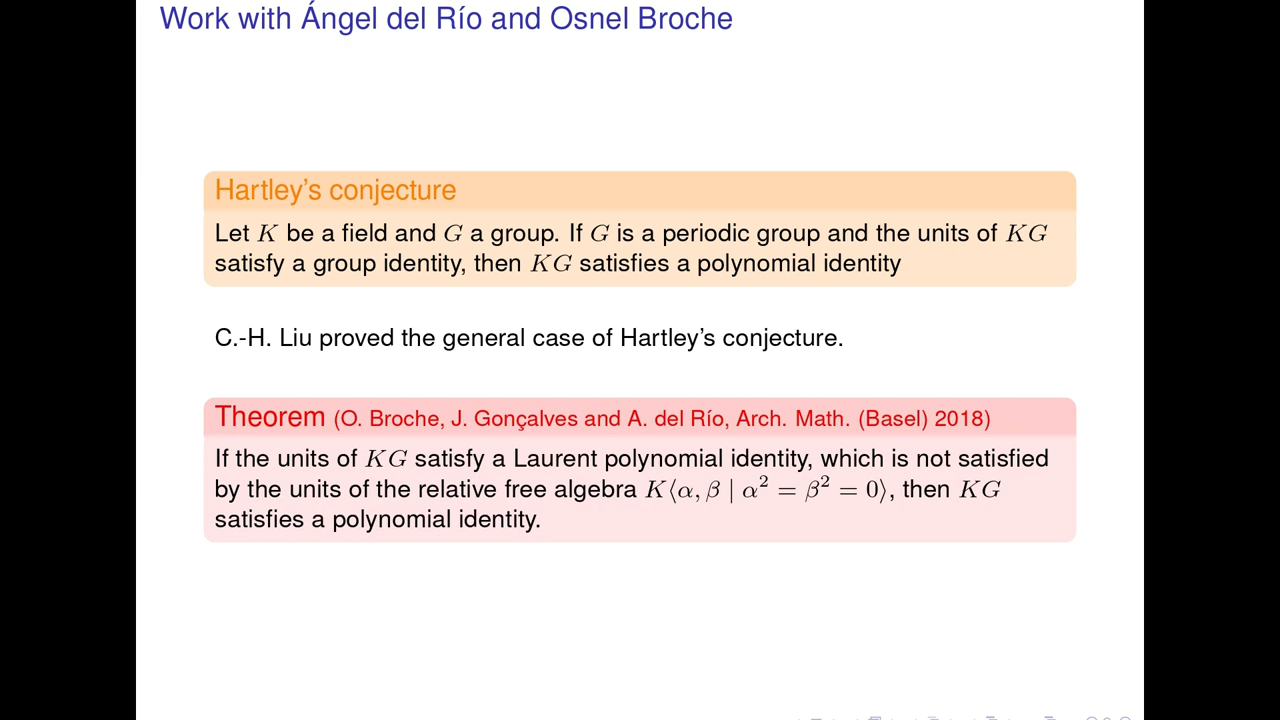 Work with Ángel del Río and Osnel Broche
Hartley's conjecture
Let K be a field and G a group. If G is a periodic group and the units of KG
satisfy a group identity, then KG satisfies a polynomial identity
C.-H. Liu proved the general case of Hartley's conjecture.
Theorem (O. Broche, J. Gonçalves and A. del Río, Arch. Math. (Basel) 2018)
If the units of KG satisfy a Laurent polynomial identity, which is not satisfied
by the units of the relative free algebra K⟨α, β | α² = β² = 0⟩, then KG
satisfies a polynomial identity.